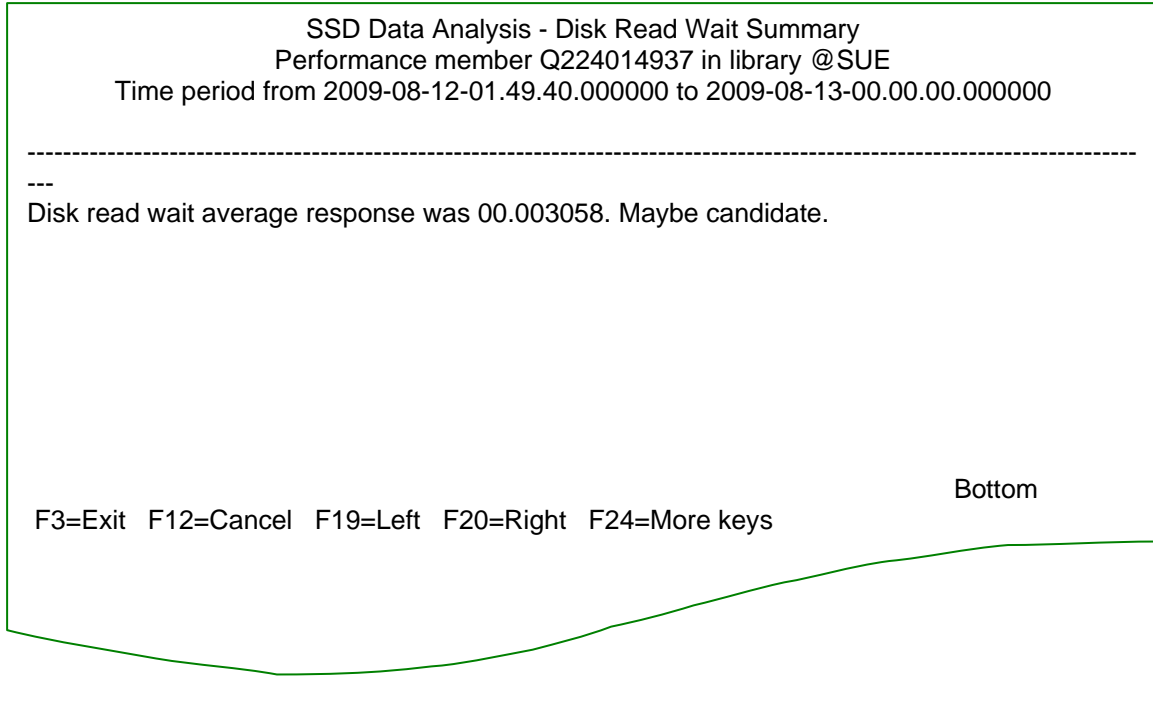 SSD Data Analysis - Disk Read Wait Summary
Performance member Q224014937 in library @SUE
Time period from 2009-08-12-01.49.40.000000 to 2009-08-13-00.00.00.000000
------------------------------------------------------------------------------------------------------------------------------
---
Disk read wait average response was 00.003058. Maybe candidate.
Bottom
F3=Exit F12=Cancel F19=Left F20=Right F24=More keys